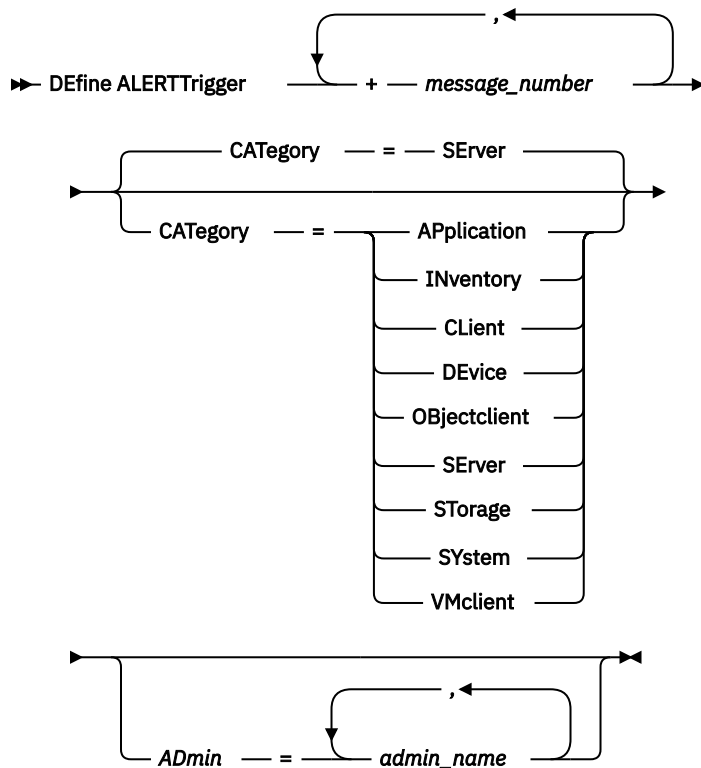 ,
DEfine ALERTTrigger + message_number
CATegory = SErver
CATegory = APplication
INventory
CLient
DEvice
OBjectclient
SErver
STorage
SYstem
VMclient
,
ADmin = admin_name